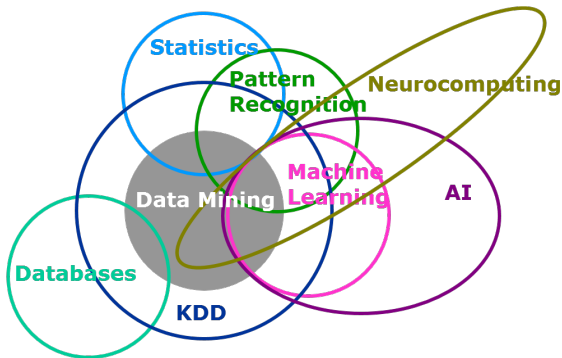 Statistics
Pattern
Recognition
Neurocomputing
Machine
Learning
Data Mining
AI
Databases
KDD